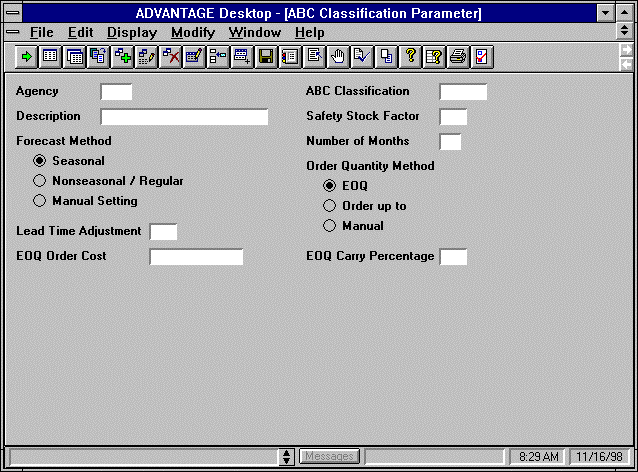 ADVANTAGE Desktop - [ABC Classification Parameter]
File Edit Display Modify Window Help
Agency
ABC Classification
Description
Safety Stock Factor
Forecast Method
Number of Months
Seasonal
Order Quantity Method
Nonseasonal / Regular
EOQ
Manual Setting
Order up to
Manual
Lead Time Adjustment
EOQ Order Cost
EOQ Carry Percentage
Messages
8:29 AM
11/16/98